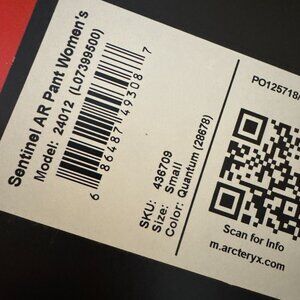 Sentinel AR Pant Women's
Model: 24012 (L07399500)
6 86487 49308 7
SKU: 436709
Size: Small
Color: Quantum (28678)
PO125718/
Scan for Info
m.arcteryx.com